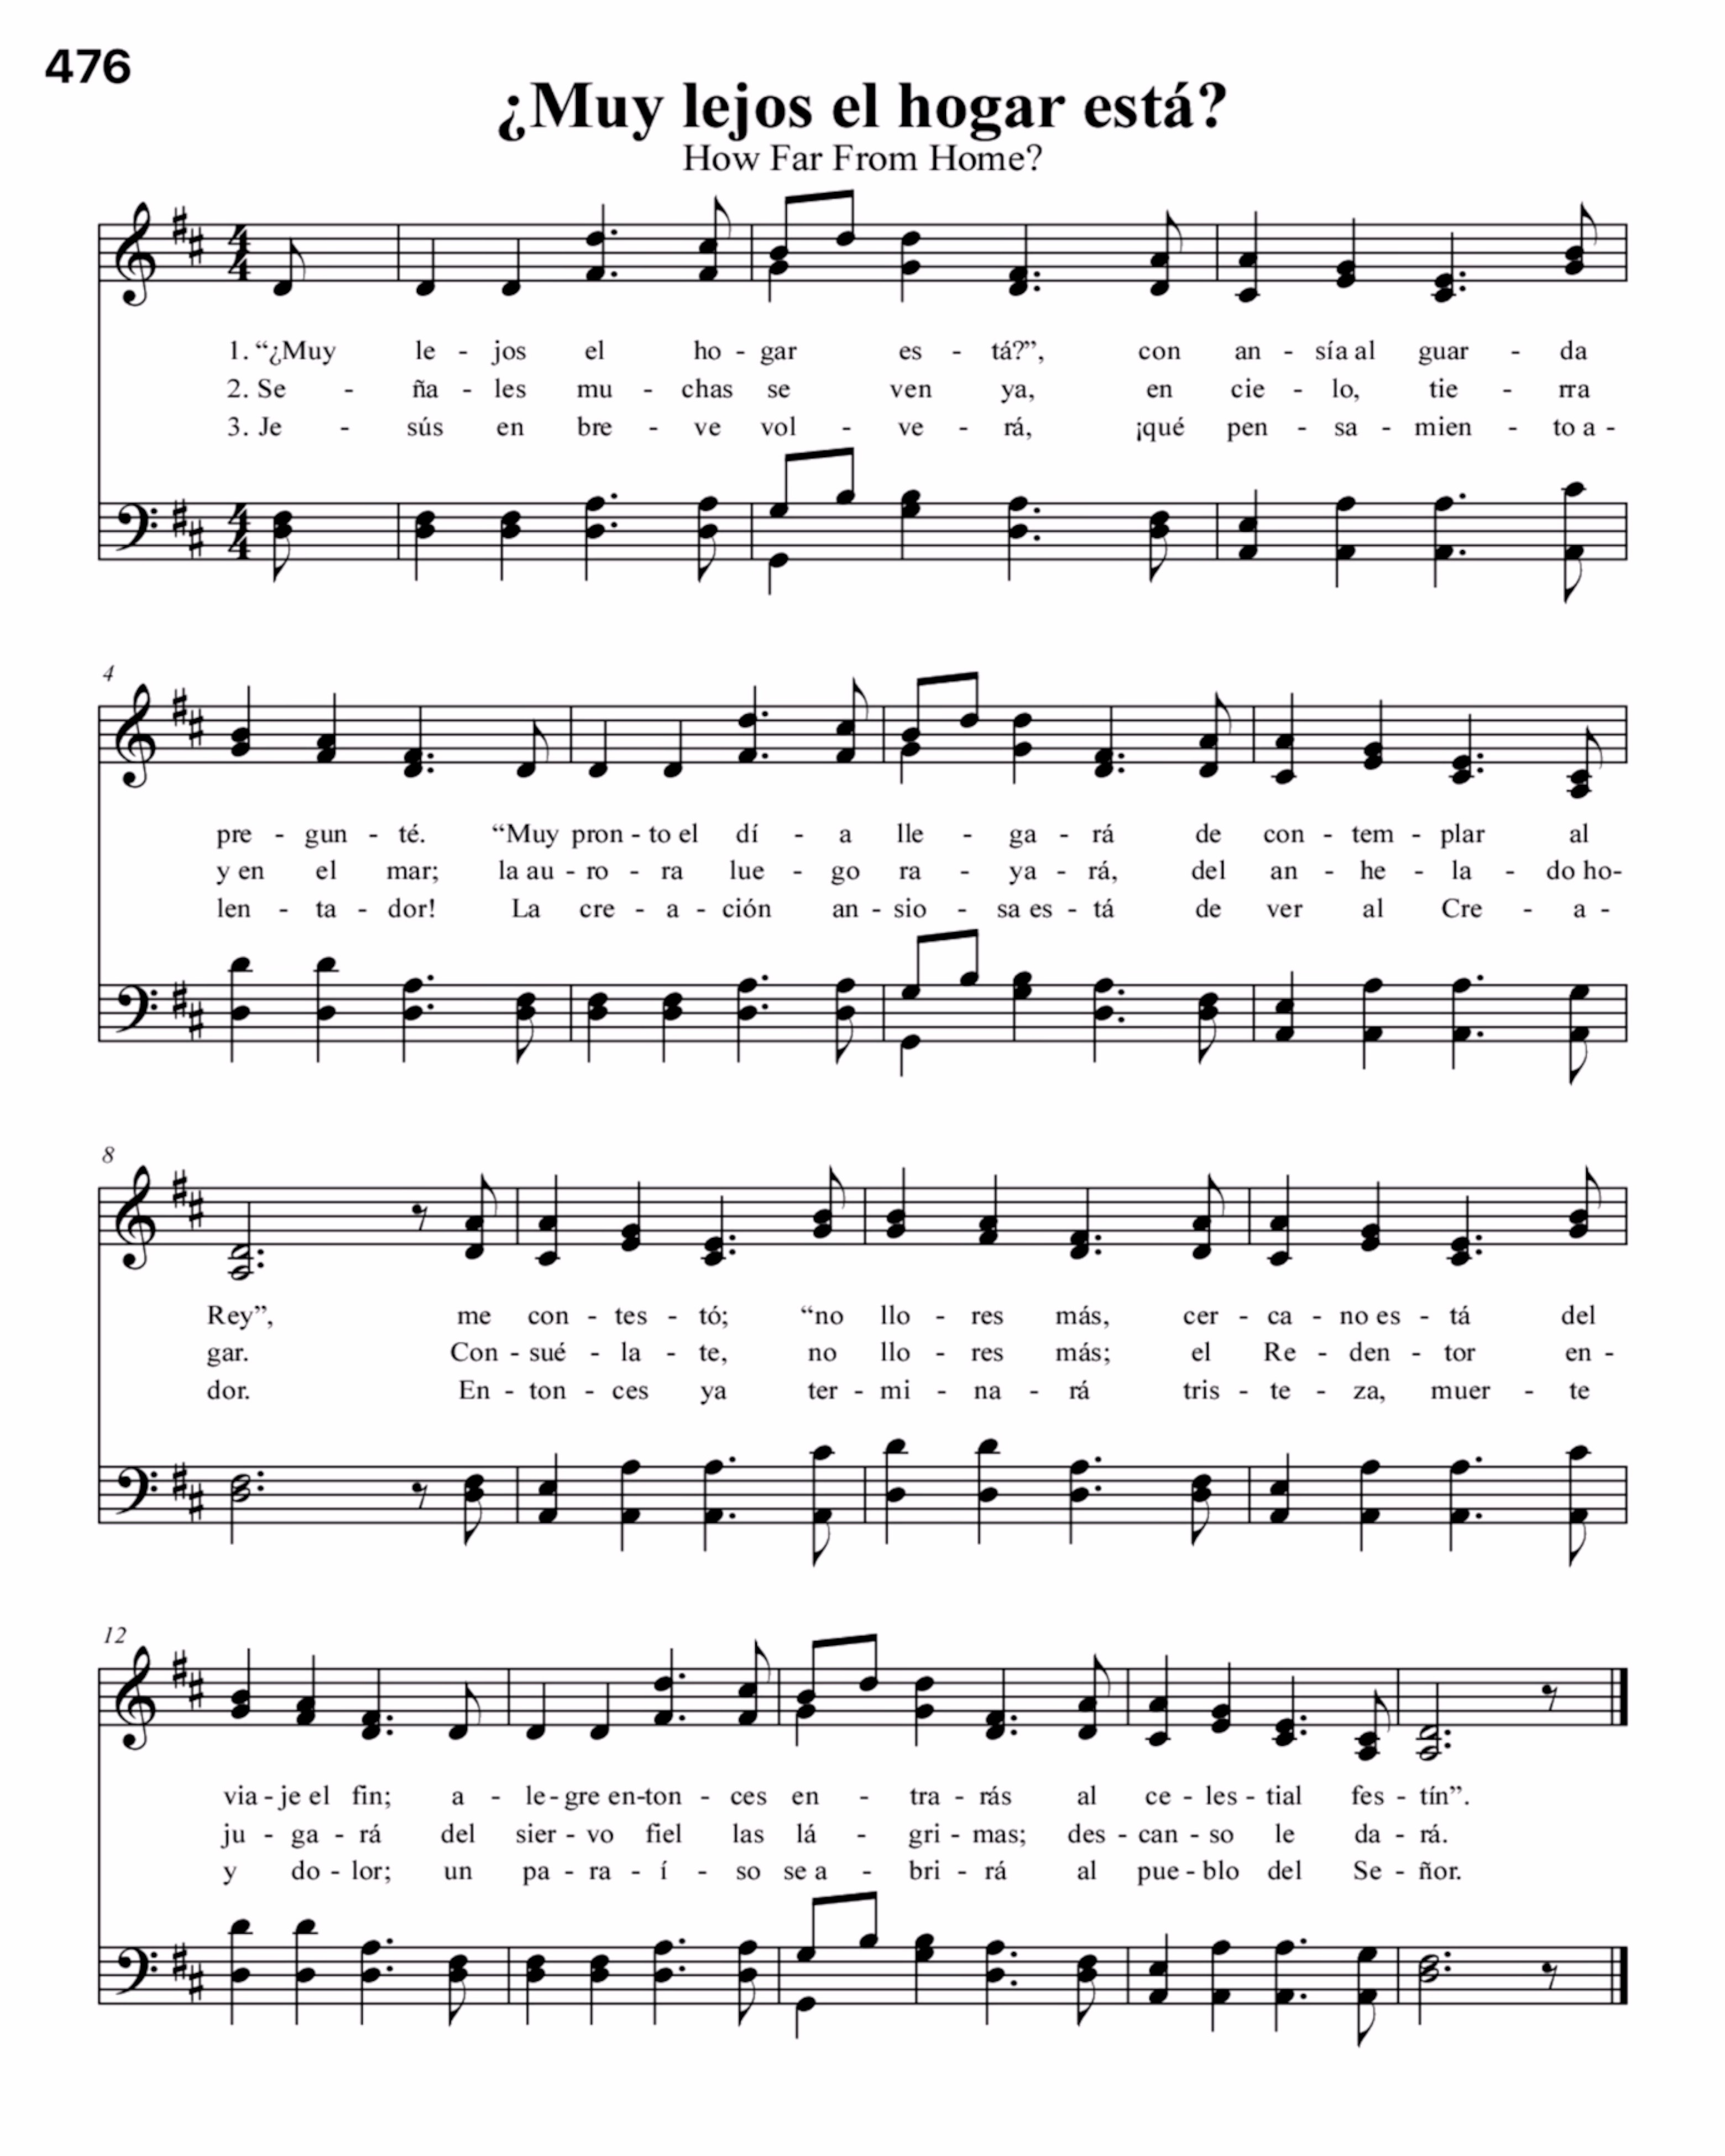 476
¿Muy lejos el hogar está?
How Far From Home?
1. “¿Muy le - jos el ho - gar es - tá?”, con an - sía al guar - da
2. Se - ña - les mu - chas se ven ya, en cie - lo, tie - rra
3. Je - sús en bre - ve vol - ve - rá, ¡qué pen - sa - mien - to a -
4
pre - gun - té. “Muy pron - to el dí - a lle - ga - rá de con - tem - plar al
y en el mar; la au - ro - ra lue - go ra - ya - rá, del an - he - la - do ho-
len - ta - dor! La cre - a - ción an - sio - sa es - tá de ver al Cre - a -
8
Rey”, me con - tes - tó; “no llo - res más, cer - ca - no es - tá del
gar. Con - sué - la - te, no llo - res más; el Re - den - tor en -
dor. En - ton - ces ya ter - mi - na - rá tris - te - za, muer - te
12
via - je el fin; a - le - gre en-ton - ces en - tra - rás al ce - les - tial fes - tín”.
ju - ga - rá del sier - vo fiel las lá - gri - mas; des - can - so le da - rá.
y do - lor; un pa - ra - í - so se a - bri - rá al pue - blo del Se - ñor.